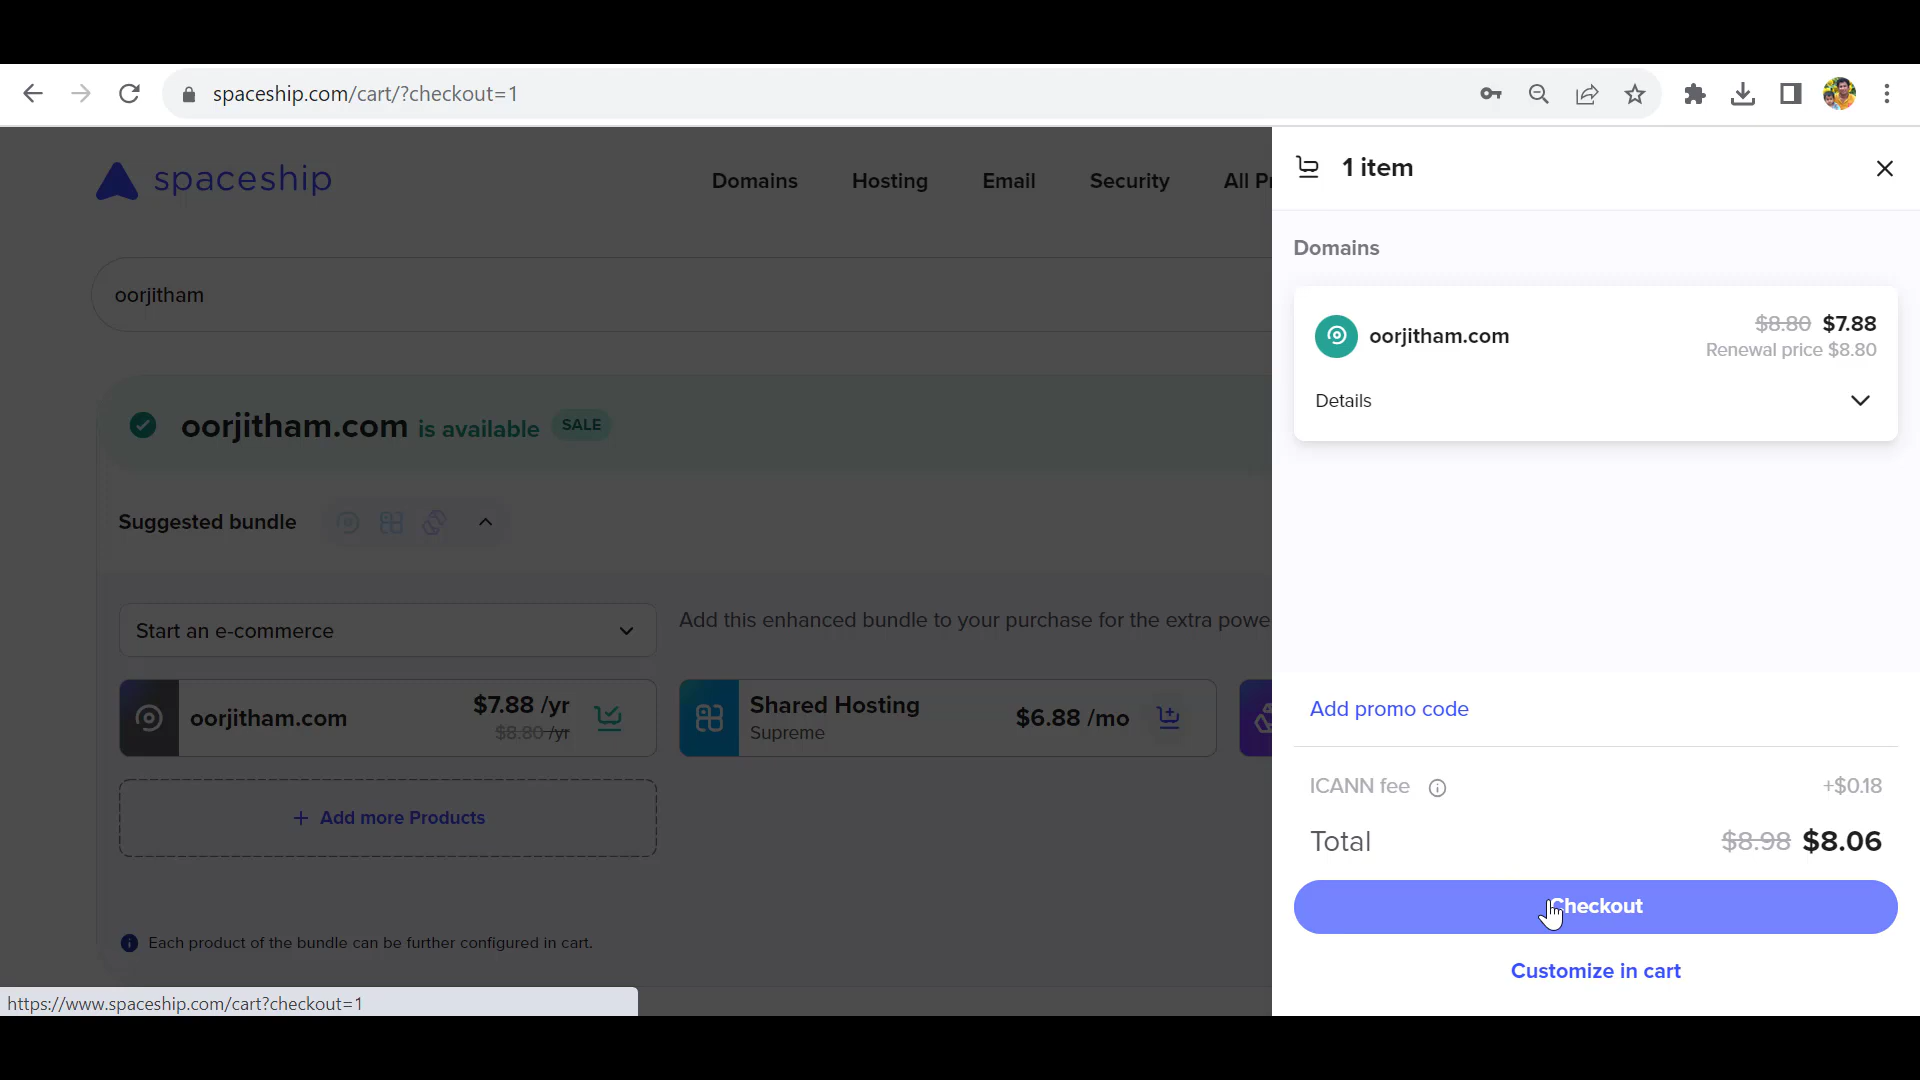 spaceship.com/cart/?checkout=1
spaceship
Domains
Hosting
Email
Security
All Pr
oorjitham
oorjitham.com is available SALE
Suggested bundle
Start an e-commerce
Add this enhanced bundle to your purchase for the extra powe
oorjitham.com
$7.88 /yr
$8.80 /yr
Shared Hosting
Supreme
$6.88 /mo
+ Add more Products
Each product of the bundle can be further configured in cart.
https://www.spaceship.com/cart?checkout=1
1 item
Domains
oorjitham.com
$8.80 $7.88
Renewal price $8.80
Details
Add promo code
ICANN fee
+$0.18
Total
$8.98 $8.06
Checkout
Customize in cart